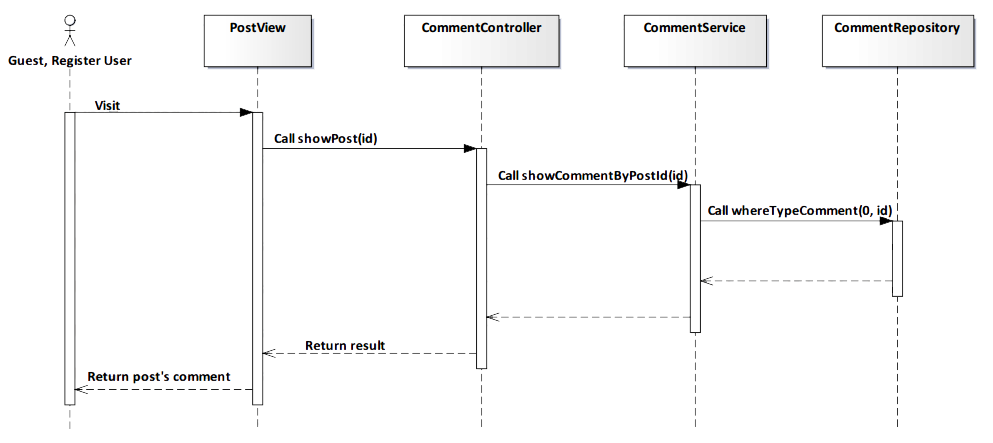 PostView
CommentController
CommentService
CommentRepository
Guest, Register User
Visit
Call showPost(id)
Call showCommentByPostId(id)
Call whereTypeComment(0, id)
Return result
Return post's comment